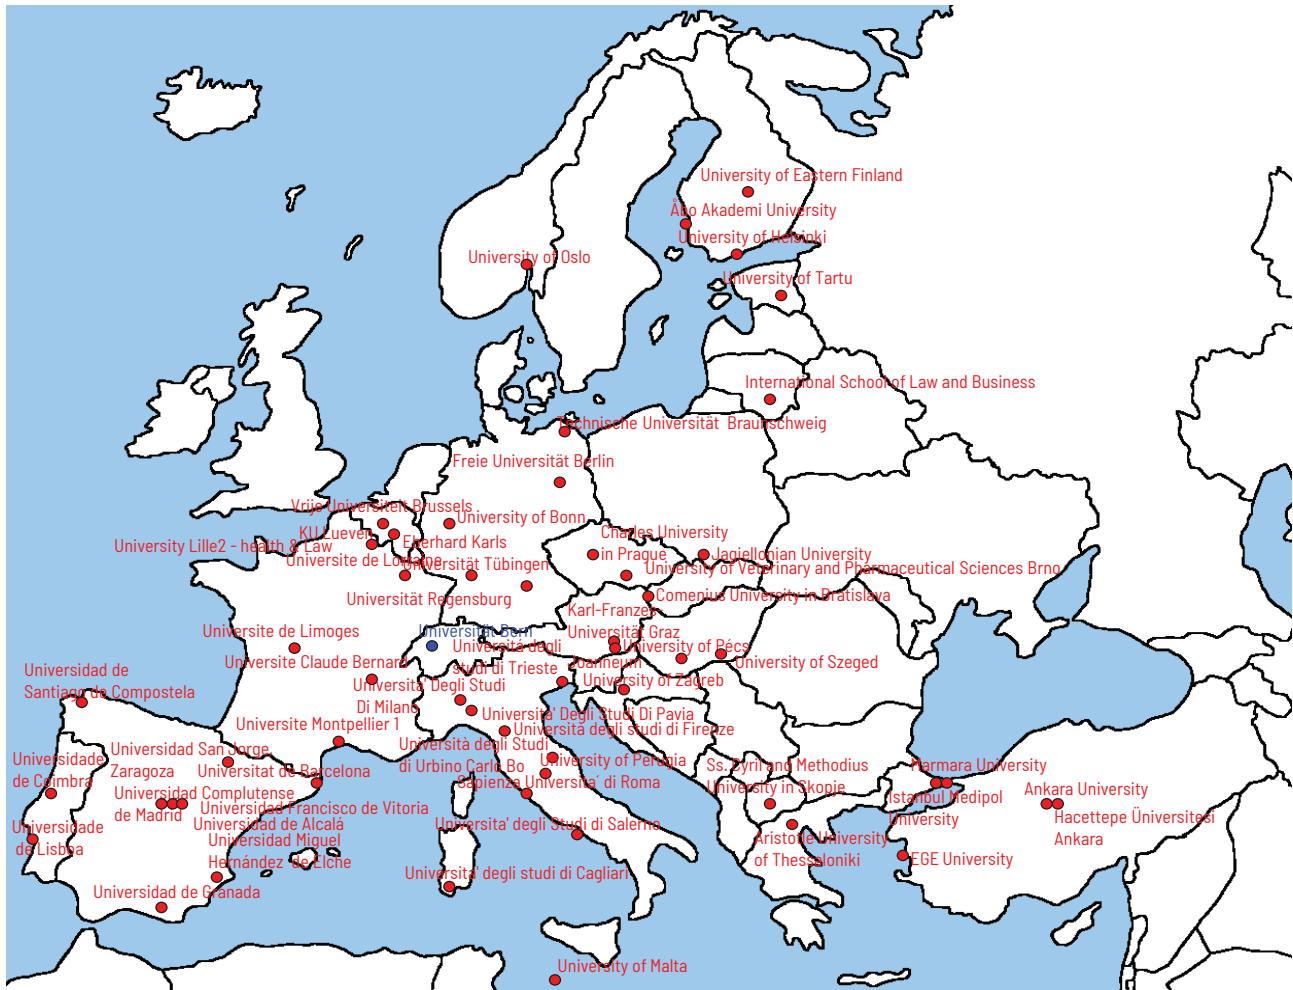 University of Eastern Finland
Åbo Akademi University
University of Helsinki
University of Oslo
University of Tartu
International School of Law and Business
Technische Universität Braunschweig
Freie Universität Berlin
Vrije Universiteit Brussels
University of Bonn
KU Lueven
Eberhard Karls
Universität Tübingen
University Lille2 - health & Law
Universite de Lorraine
Charles University
in Prague
Jagiellonian University
University of Veterinary and Pharmaceutical Sciences Brno
Universität Regensburg
Comenius University in Bratislava
Karl-Franzes-
Universität Graz
Universite de Limoges
Universität Bern
Universitá degli
studi di Trieste
University of Pécs
Joanneum
University of Szeged
Universite Claude Bernard
University of Zagreb
Universidad de
Santiago de Compostela
Universita' Degli Studi
Di Milano
Universita' Degli Studi Di Pavia
Universite Montpellier 1
Università degli studi di Firenze
Università degli Studi
di Urbino Carlo Bo
University of Perugia
Sapienza Universita´ di Roma
Universidade
de Coimbra
Universidad San Jorge
Zaragoza
Universitat de Barcelona
Universidad Complutense
de Madrid
Universidad Francisco de Vitoria
Universidad de Alcalá
Universidade
de Lisboa
Universidad Miguel
Hernández de Elche
Universidad de Granada
Universita' degli Studi di Salerno
Universita' degli studi di Cagliari
Ss. Cyril and Methodius
University in Skopje
Aristotle University
of Thessaloniki
Marmara University
Istanbul Medipol
University
Ankara University
Hacettepe Üniversitesi
Ankara
EGE University
University of Malta